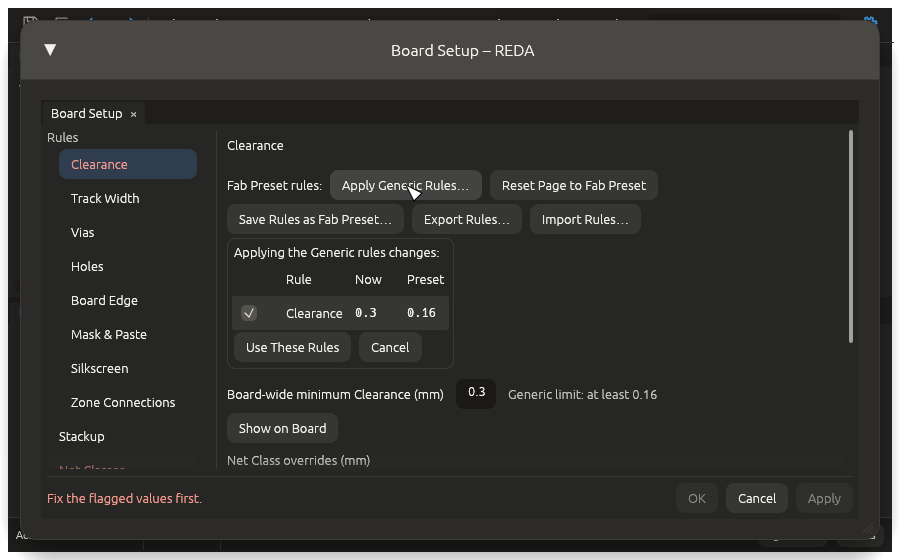 Board Setup – REDA
Board Setup ×
Rules
Clearance
Track Width
Vias
Holes
Board Edge
Mask & Paste
Silkscreen
Zone Connections
Stackup
Clearance
Fab Preset rules: Apply Generic Rules... Reset Page to Fab Preset
Save Rules as Fab Preset... Export Rules... Import Rules...
Applying the Generic rules changes:
Rule Now Preset
Clearance 0.3 0.16
Use These Rules Cancel
Board-wide minimum Clearance (mm) 0.3 Generic limit: at least 0.16
Show on Board
Net Class overrides (mm)
Fix the flagged values first.
OK Cancel Apply